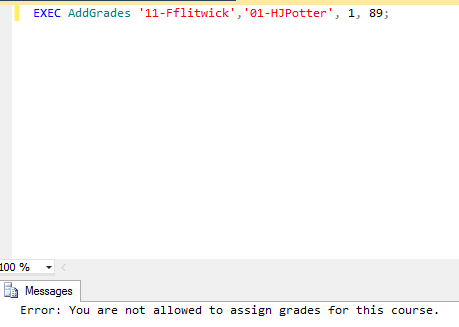 EXEC AddGrades '11-Fflitwick','01-HJPotter', 1, 89;
100 %
Messages
Error: You are not allowed to assign grades for this course.